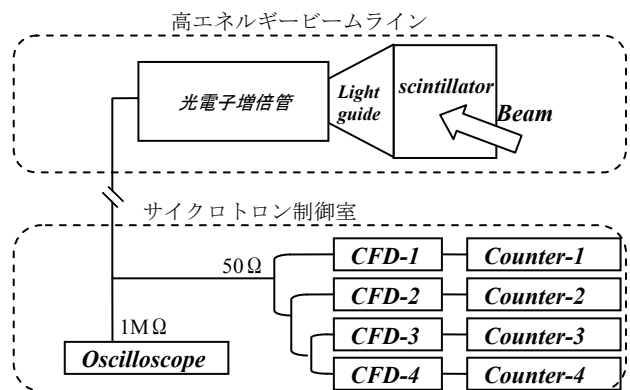 高エネルギービームライン
光電子増倍管
Light
guide
scintillator
Beam
サイクロトロン制御室
50Ω
CFD-1
Counter-1
CFD-2
Counter-2
1MΩ
CFD-3
Counter-3
Oscilloscope
CFD-4
Counter-4